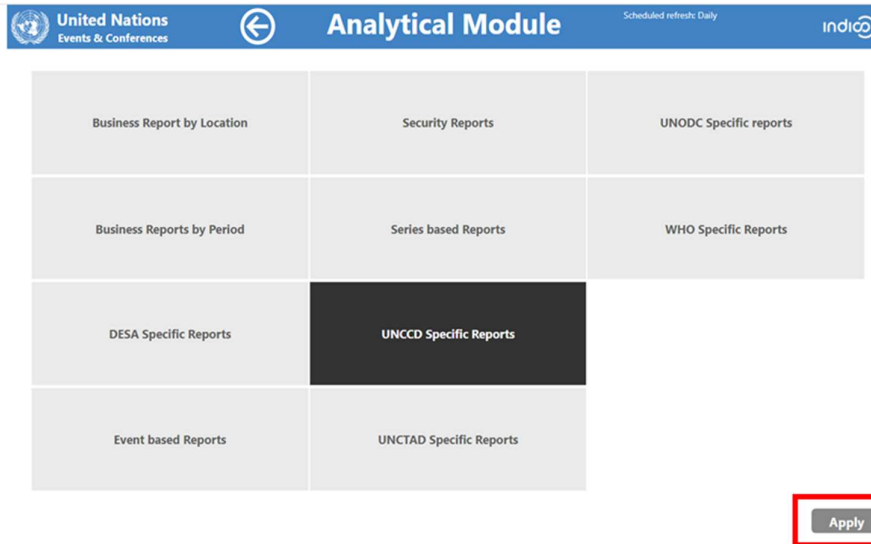 United Nations
Events & Conferences
Analytical Module
Scheduled refresh: Daily
indico
Business Report by Location
Security Reports
UNODC Specific reports
Business Reports by Period
Series based Reports
WHO Specific Reports
DESA Specific Reports
UNCCD Specific Reports
Event based Reports
UNCTAD Specific Reports
Apply